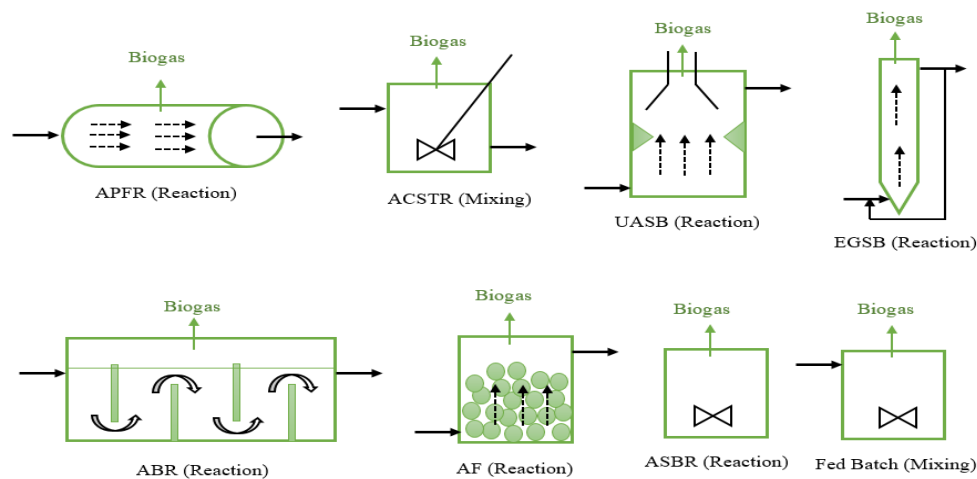 Biogas
Biogas
Biogas
Biogas
APFR (Reaction)
ACSTR (Mixing)
UASB (Reaction)
EGSB (Reaction)
Biogas
Biogas
Biogas
Biogas
ABR (Reaction)
AF (Reaction)
ASBR (Reaction)
Fed Batch (Mixing)